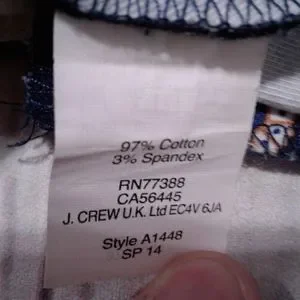 97% Cotton
3% Spandex
RN77388
CA56445
J. CREW U.K. Ltd EC4V 6JA
Style A1448
SP 14